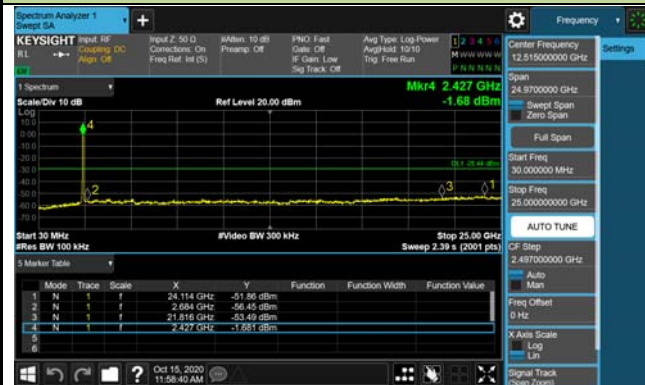 Spectrum Analyzer 1
Swept SA
+
Frequency
KEYSIGHT
Input: RF
Input Z: 50 Ω
#Atten: 10 dB
PNO: Fast
Avg Type: Log-Power
1 2 3 4 5 6
RL
Coupling: DC
Corrections: On
Preamp: Off
Gate: Off
Avg|Hold: 10/10
M W W W W W
Align: Off
Freq Ref: Int (S)
IF Gain: Low
Trig: Free Run
Sig Track: Off
P N N N N N
Center Frequency
12.515000000 GHz
Settings
Span
24.9700000 GHz
Swept Span
Zero Span
Full Span
Start Freq
30.000000 MHz
Stop Freq
25.000000000 GHz
AUTO TUNE
CF Step
2.497000000 GHz
Auto
Man
Freq Offset
0 Hz
X Axis Scale
Log
Lin
Signal Track
(Span Zoom)
1 Spectrum
Mkr4 2.427 GHz
Scale/Div 10 dB
Ref Level 20.00 dBm
-1.68 dBm
Log
10.0
0.00
-10.0
-20.0
-30.0
-40.0
-50.0
-60.0
-70.0
4
2
3
1
Start 30 MHz
#Video BW 300 kHz
Stop 25.00 GHz
#Res BW 100 kHz
Sweep 2.39 s (2001 pts)
5 Marker Table
Mode Trace Scale X Y Function Function Width Function Value
1 N 1 f 24.114 GHz -51.86 dBm
2 N 1 f 2.684 GHz -56.45 dBm
3 N 1 f 21.816 GHz -53.49 dBm
4 N 1 f 2.427 GHz -1.681 dBm
5
6
?
Oct 15, 2020
11:58:40 AM